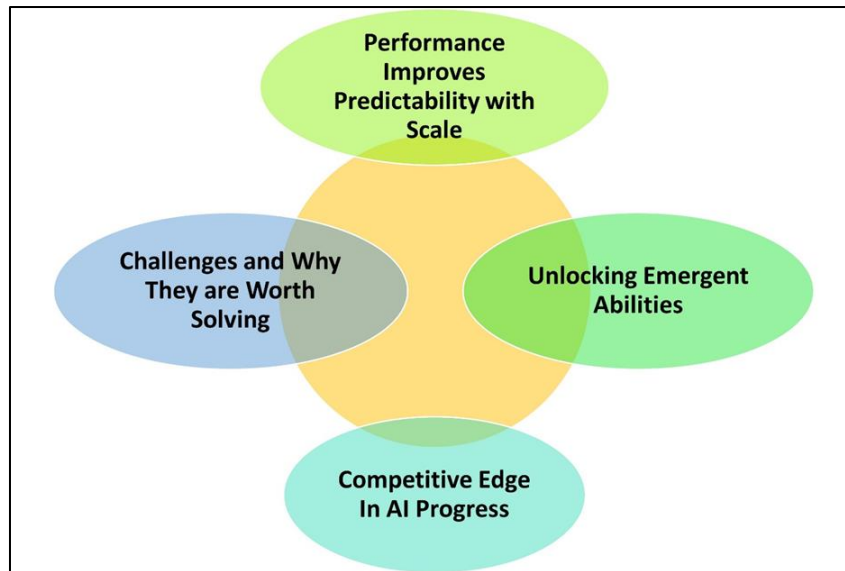 Performance
Improves
Predictability with
Scale
Challenges and Why
They are Worth
Solving
Unlocking Emergent
Abilities
Competitive Edge
In AI Progress